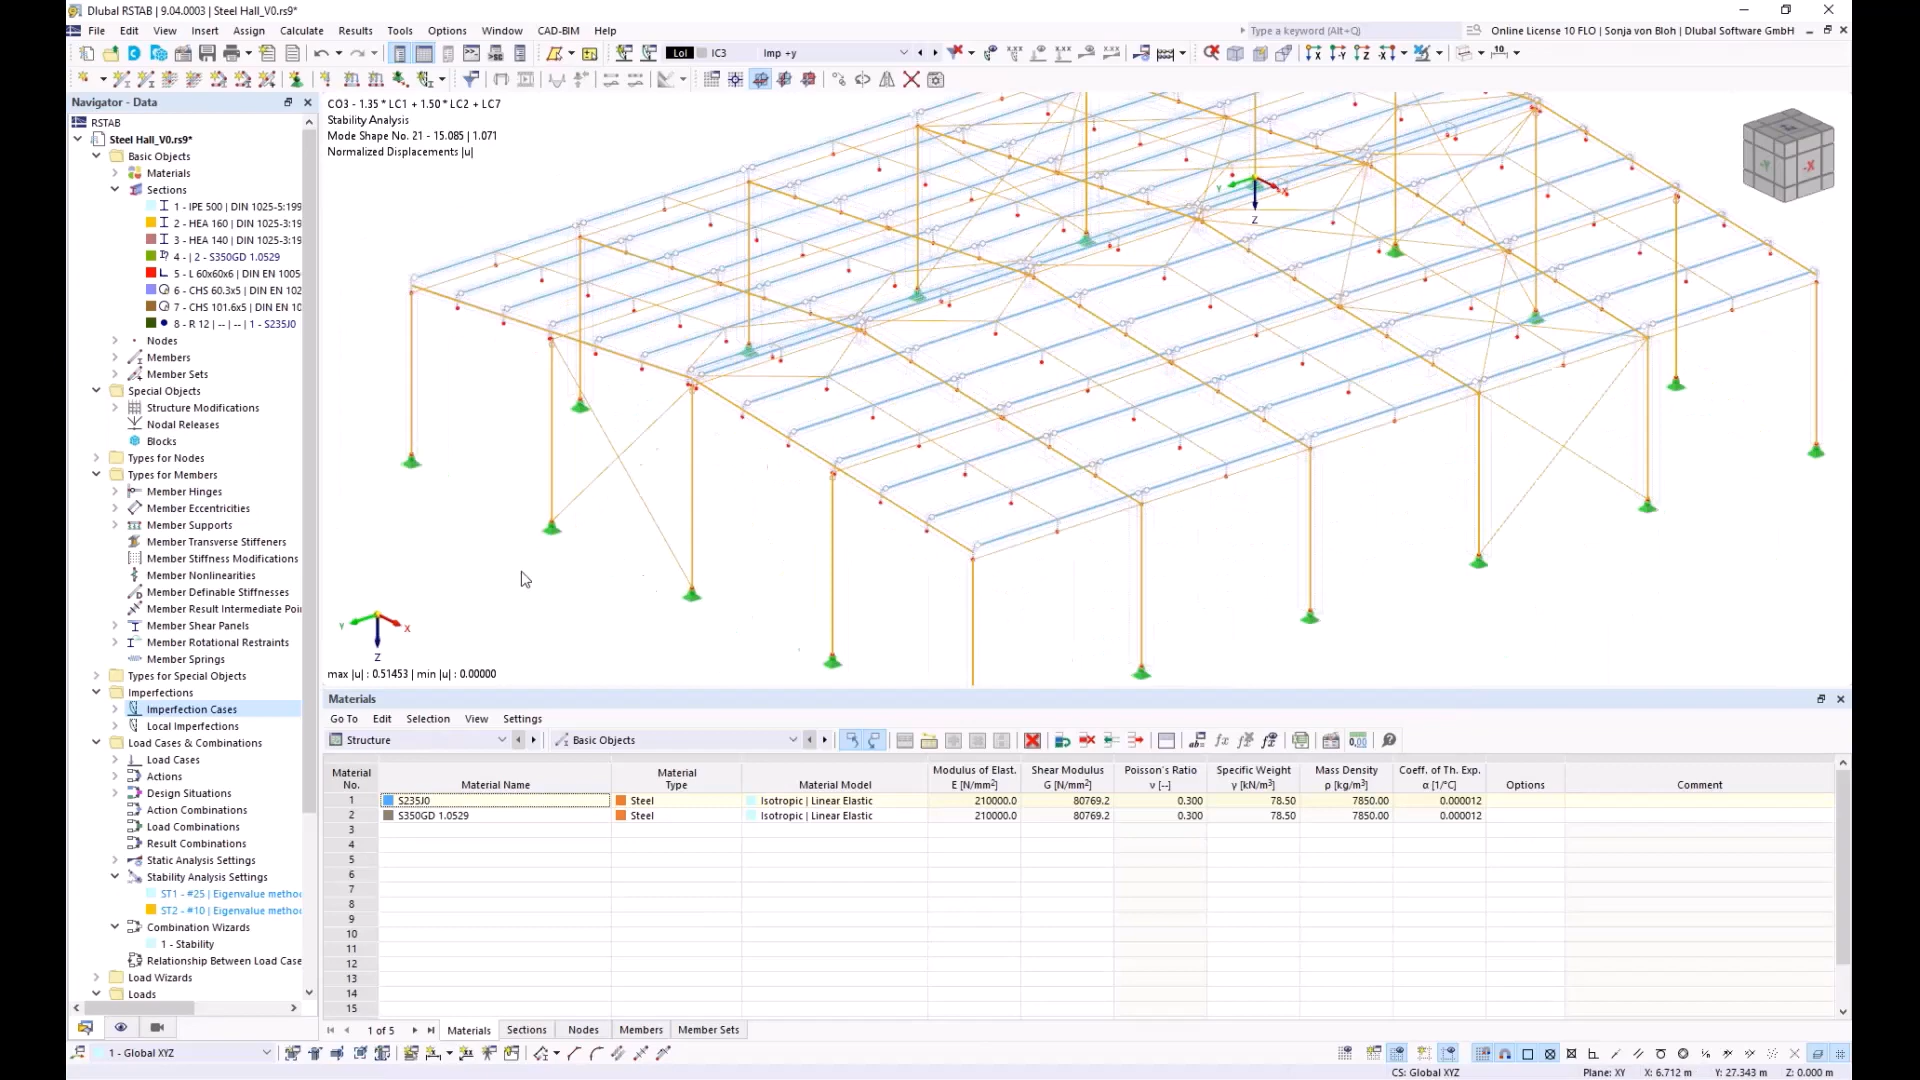 Dlubal RSTAB | 9.04.0003 | Steel Hall_V0.rs9*
File Edit View Insert Assign Calculate Results Tools Options Window CAD-BIM Help
Type a keyword (Alt+Q)
Online License 10 FLO | Sonja von Bloh | Dlubal Software GmbH
LoI IC3 Imp +y
Navigator - Data
RSTAB
Steel Hall_V0.rs9*
Basic Objects
Materials
Sections
1 - IPE 500 | DIN 1025-5:199
2 - HEA 160 | DIN 1025-3:19
3 - HEA 140 | DIN 1025-3:19
4 - | 2 - S350GD 1.0529
5 - L 60x60x6 | DIN EN 1005
6 - CHS 60.3x5 | DIN EN 102
7 - CHS 101.6x5 | DIN EN 10
8 - R 12 | -- | -- | 1 - S235J0
Nodes
Members
Member Sets
Special Objects
Structure Modifications
Nodal Releases
Blocks
Types for Nodes
Types for Members
Member Hinges
Member Eccentricities
Member Supports
Member Transverse Stiffeners
Member Stiffness Modifications
Member Nonlinearities
Member Definable Stiffnesses
Member Result Intermediate Poi
Member Shear Panels
Member Rotational Restraints
Member Springs
Types for Special Objects
Imperfections
Imperfection Cases
Local Imperfections
Load Cases & Combinations
Load Cases
Actions
Design Situations
Action Combinations
Load Combinations
Result Combinations
Static Analysis Settings
Stability Analysis Settings
ST1 - #25 | Eigenvalue metho
ST2 - #10 | Eigenvalue metho
Combination Wizards
1 - Stability
Relationship Between Load Case
Load Wizards
Loads
CO3 - 1.35 * LC1 + 1.50 * LC2 + LC7
Stability Analysis
Mode Shape No. 21 - 15.085 | 1.071
Normalized Displacements |u|
Y X Z
-Y -X
Y X
Z
max |u| : 0.51453 | min |u| : 0.00000
Materials
Go To Edit Selection View Settings
Structure Basic Objects
Material No. Material Name Material Type Material Model Modulus of Elast. E [N/mm²] Shear Modulus G [N/mm²] Poisson's Ratio ν [--] Specific Weight γ [kN/m³] Mass Density ρ [kg/m³] Coeff. of Th. Exp. α [1/°C] Options Comment
1 S235J0 Steel Isotropic | Linear Elastic 210000.0 80769.2 0.300 78.50 7850.00 0.000012
2 S350GD 1.0529 Steel Isotropic | Linear Elastic 210000.0 80769.2 0.300 78.50 7850.00 0.000012
3
4
5
6
7
8
9
10
11
12
13
14
15
1 of 5 Materials Sections Nodes Members Member Sets
1 - Global XYZ
CS: Global XYZ Plane: XY X: 6.712 m Y: 27.343 m Z: 0.000 m